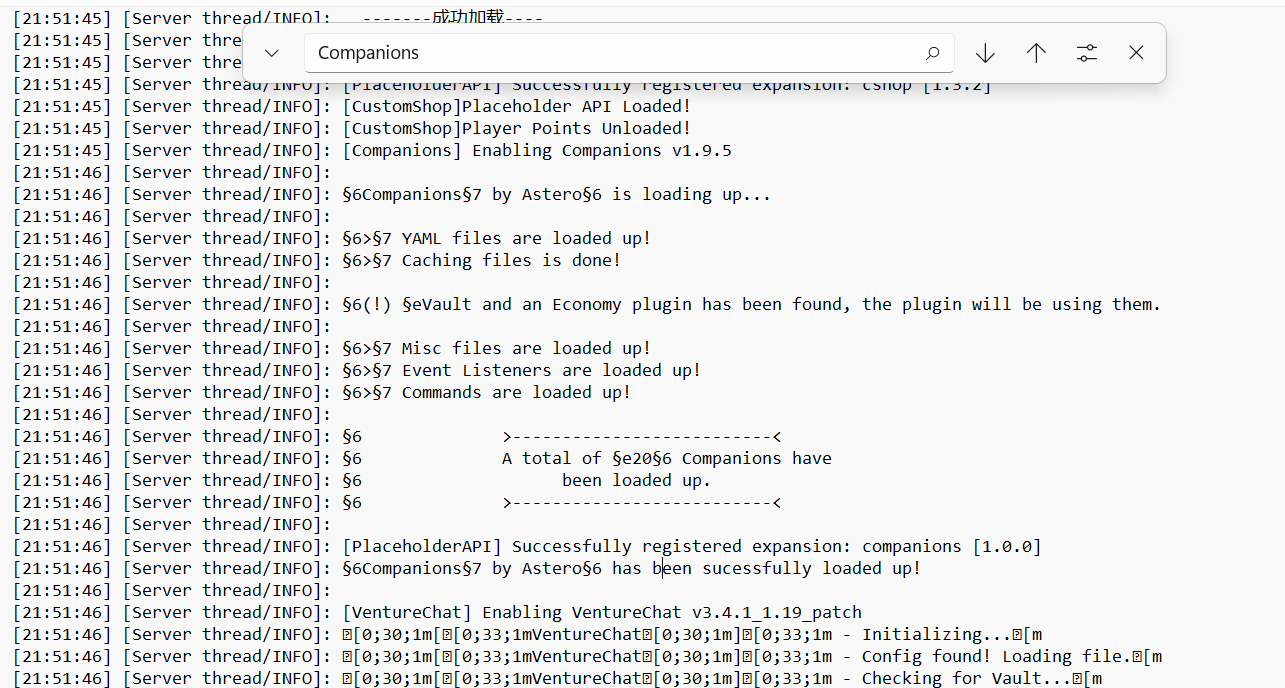 [21:51:45] [Server thread/INFO]: -------成功加载----
[21:51:45] [Server thre
Companions
[21:51:45] [Server thre
[21:51:45] [Server thread/INFO]: [PlaceholderAPI] Successfully registered expansion: cshop [1.3.2]
[21:51:45] [Server thread/INFO]: [CustomShop]Placeholder API Loaded!
[21:51:45] [Server thread/INFO]: [CustomShop]Player Points Unloaded!
[21:51:45] [Server thread/INFO]: [Companions] Enabling Companions v1.9.5
[21:51:46] [Server thread/INFO]:
[21:51:46] [Server thread/INFO]: §6Companions§7 by Astero§6 is loading up...
[21:51:46] [Server thread/INFO]:
[21:51:46] [Server thread/INFO]: §6>§7 YAML files are loaded up!
[21:51:46] [Server thread/INFO]: §6>§7 Caching files is done!
[21:51:46] [Server thread/INFO]:
[21:51:46] [Server thread/INFO]: §6(!) §eVault and an Economy plugin has been found, the plugin will be using them.
[21:51:46] [Server thread/INFO]:
[21:51:46] [Server thread/INFO]: §6>§7 Misc files are loaded up!
[21:51:46] [Server thread/INFO]: §6>§7 Event Listeners are loaded up!
[21:51:46] [Server thread/INFO]: §6>§7 Commands are loaded up!
[21:51:46] [Server thread/INFO]:
[21:51:46] [Server thread/INFO]: §6 >--------------------------<
[21:51:46] [Server thread/INFO]: §6 A total of §e20§6 Companions have
[21:51:46] [Server thread/INFO]: §6 been loaded up.
[21:51:46] [Server thread/INFO]: §6 >--------------------------<
[21:51:46] [Server thread/INFO]:
[21:51:46] [Server thread/INFO]: [PlaceholderAPI] Successfully registered expansion: companions [1.0.0]
[21:51:46] [Server thread/INFO]: §6Companions§7 by Astero§6 has been sucessfully loaded up!
[21:51:46] [Server thread/INFO]:
[21:51:46] [Server thread/INFO]: [VentureChat] Enabling VentureChat v3.4.1_1.19_patch
[21:51:46] [Server thread/INFO]: [0;30;1m[[0;33;1mVentureChat[0;30;1m][0;33;1m - Initializing...[m
[21:51:46] [Server thread/INFO]: [0;30;1m[[0;33;1mVentureChat[0;30;1m][0;33;1m - Config found! Loading file.[m
[21:51:46] [Server thread/INFO]: [0;30;1m[[0;33;1mVentureChat[0;30;1m][0;33;1m - Checking for Vault...[m